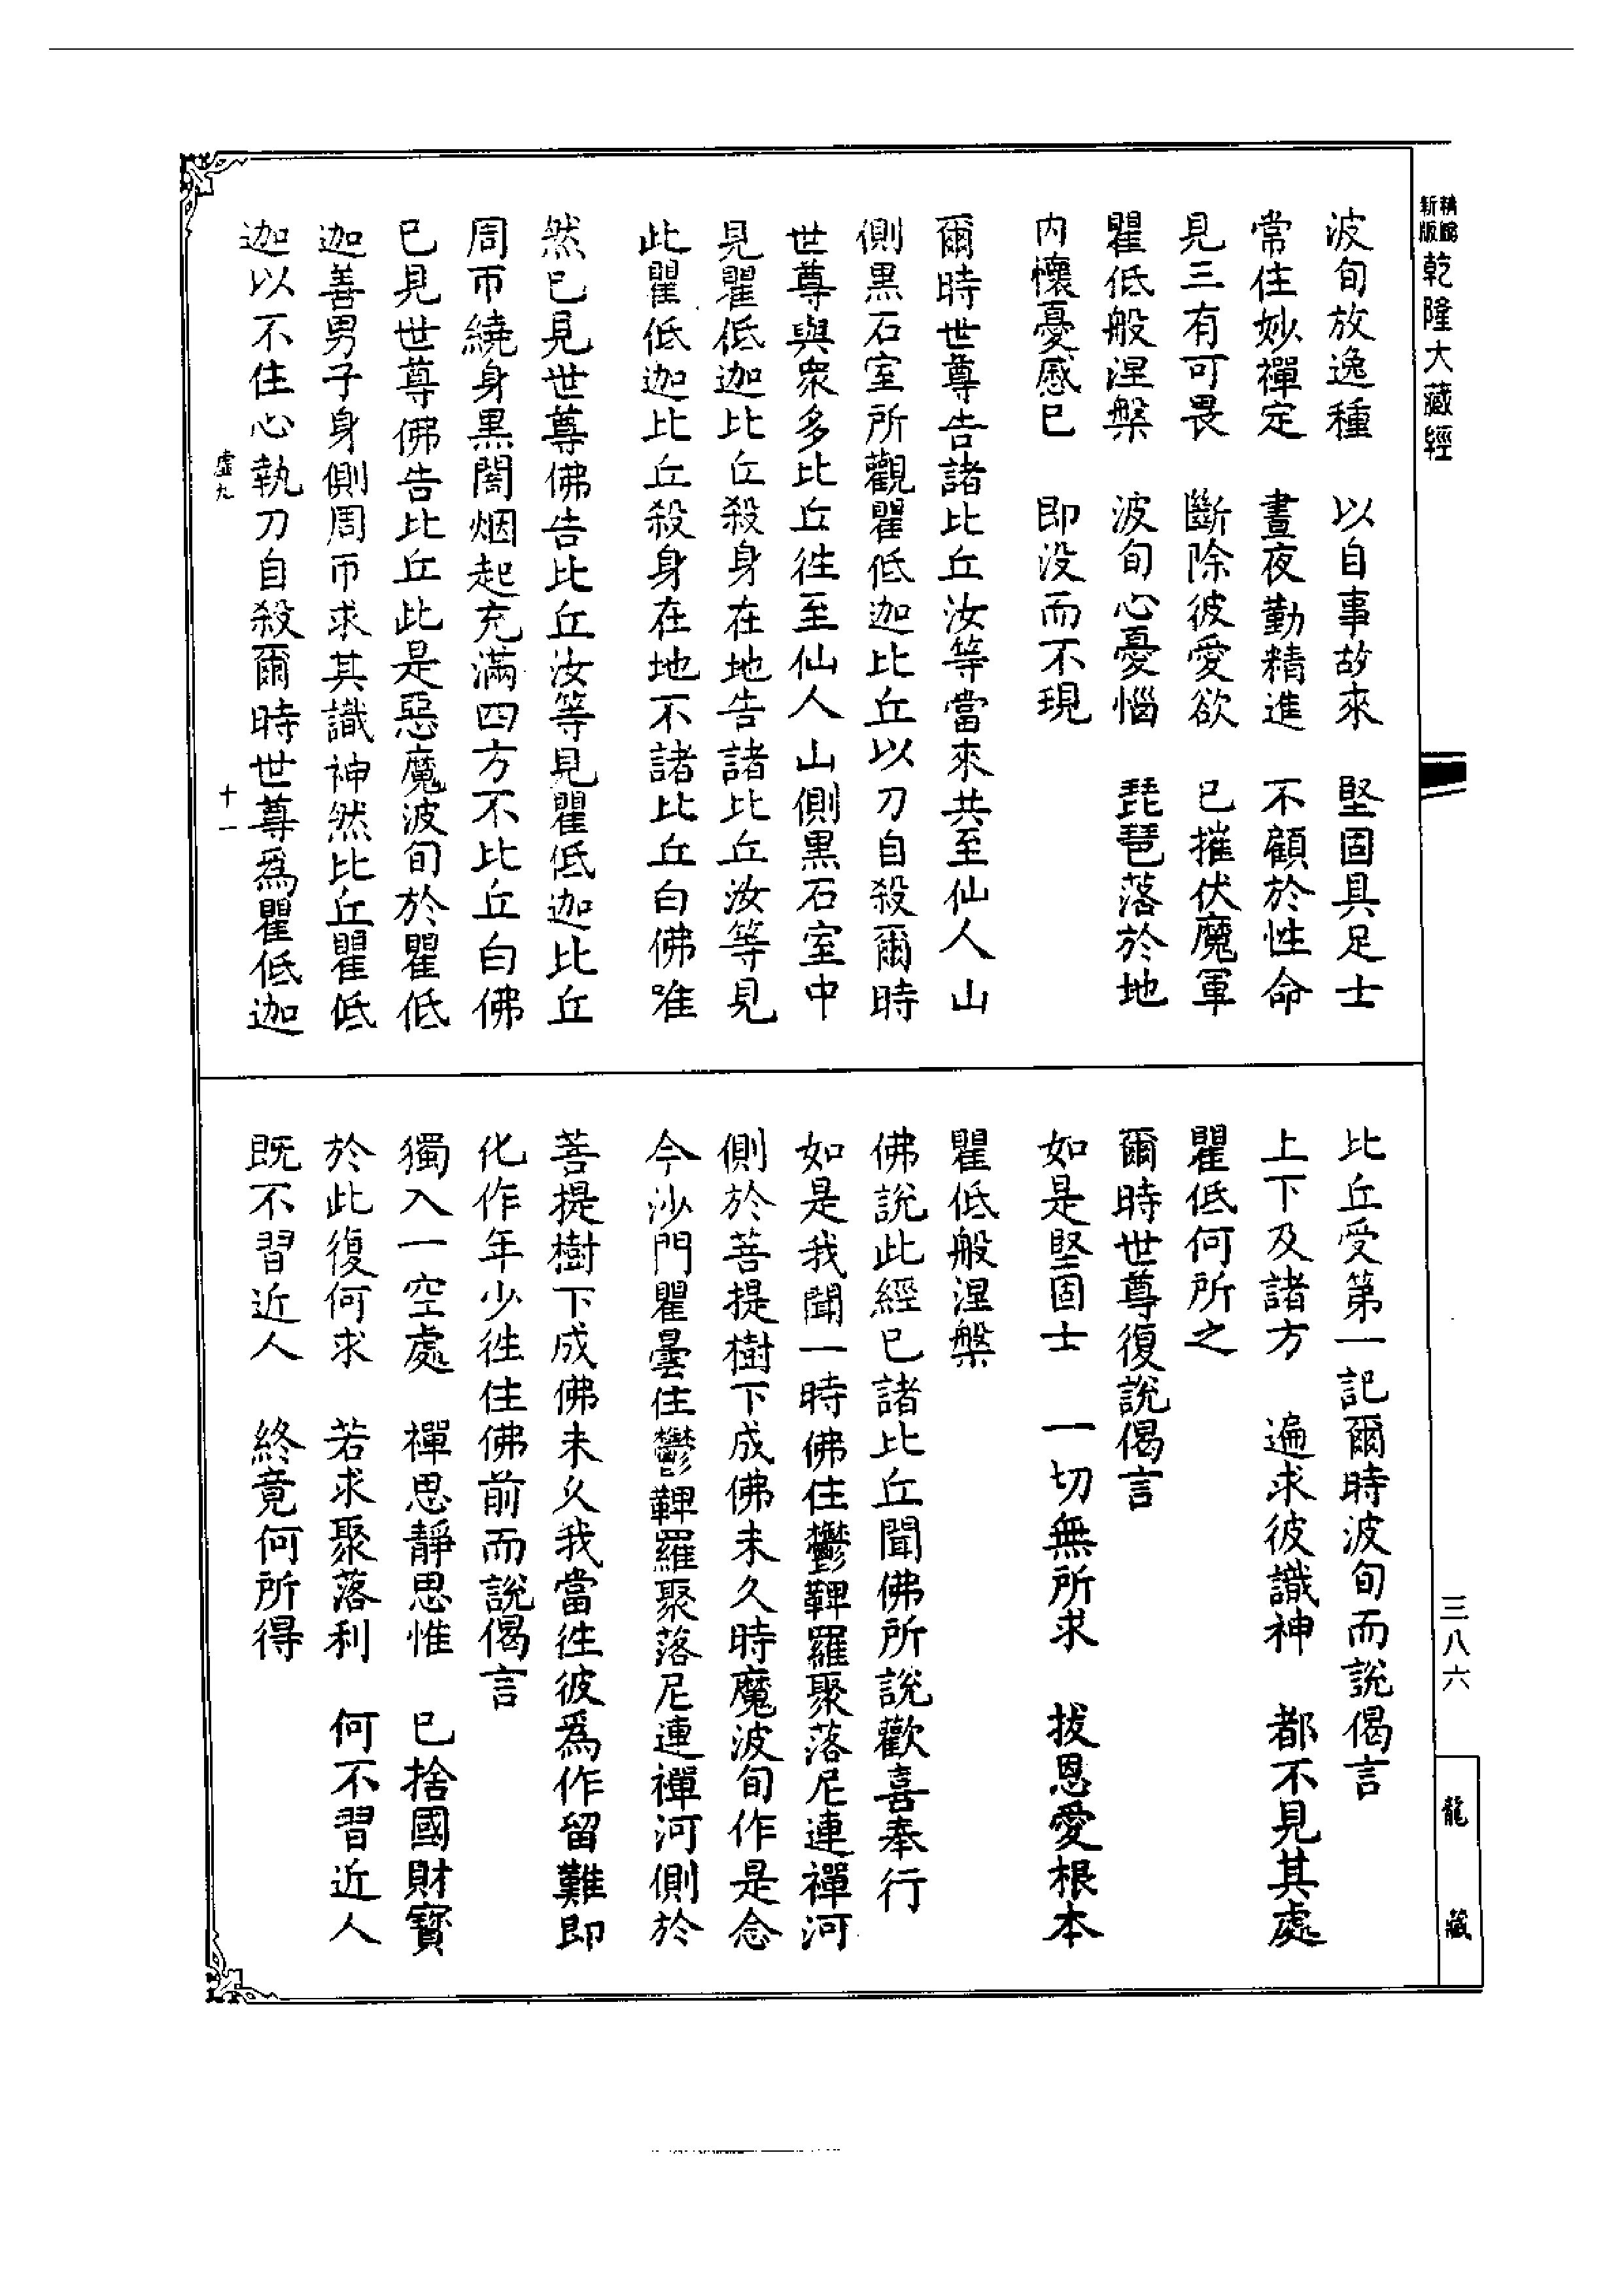 新版
精縮
乾隆大藏經
三八六
龍藏
波旬放逸種　以自事故來　堅固具足士
常住妙禪定　晝夜勤精進　不顧於性命
見三有可畏　斷除彼愛欲　已摧伏魔軍
瞿低般涅槃　波旬心憂惱　琵琶落於地
內懷憂慼已　即没而不現
爾時世尊告諸比丘汝等當來共至仙人山
側黑石室所觀瞿低迦比丘以刀自殺爾時
世尊與衆多比丘徃至仙人山側黑石室中
見瞿低迦比丘殺身在地告諸比丘汝等見
此瞿低迦比丘殺身在地不諸比丘白佛唯
然已見世尊佛告比丘汝等見瞿低迦比丘
周帀繞身黑闇烟起充滿四方不比丘白佛
已見世尊佛告比丘此是惡魔波旬於瞿低
迦善男子身側周帀求其識神然比丘瞿低
迦以不住心執刀自殺爾時世尊爲瞿低迦
虛九
十一
比丘受第一記爾時波旬而說偈言
上下及諸方　遍求彼識神　都不見其處
瞿低何所之
爾時世尊復說偈言
如是堅固士　一切無所求　拔恩愛根本
瞿低般涅槃
佛說此經已諸比丘聞佛所說歡喜奉行
如是我聞一時佛住鬱鞞羅聚落尼連禪河
側於菩提樹下成佛未久時魔波旬作是念
今沙門瞿曇住鬱鞞羅聚落尼連禪河側於
菩提樹下成佛未久我當徃彼爲作留難即
化作年少徃住佛前而說偈言
獨入一空處　禪思靜思惟　已捨國財寶
於此復何求　若求聚落利　何不習近人
既不習近人　終竟何所得